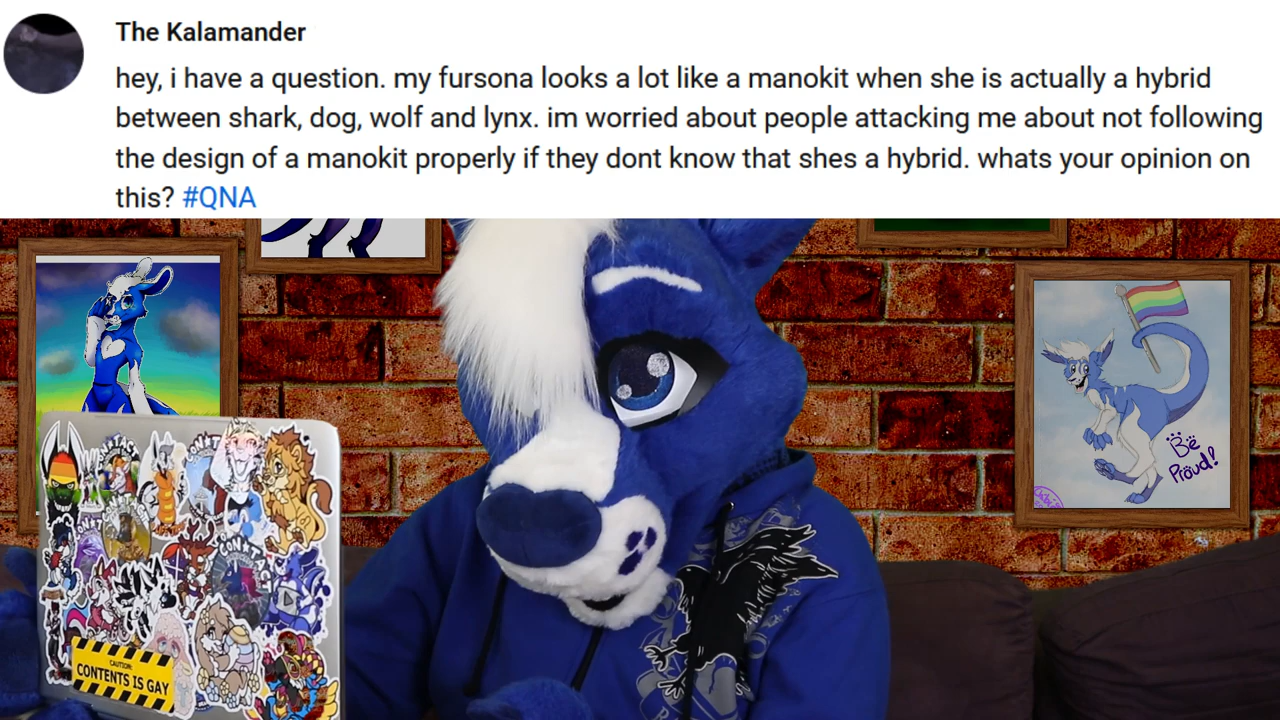 The Kalamander
hey, i have a question. my fursona looks a lot like a manokit when she is actually a hybrid
between shark, dog, wolf and lynx. im worried about people attacking me about not following
the design of a manokit properly if they dont know that shes a hybrid. whats your opinion on
this? #QNA
Be
Proud!
CAUTION:
CONTENTS IS GAY